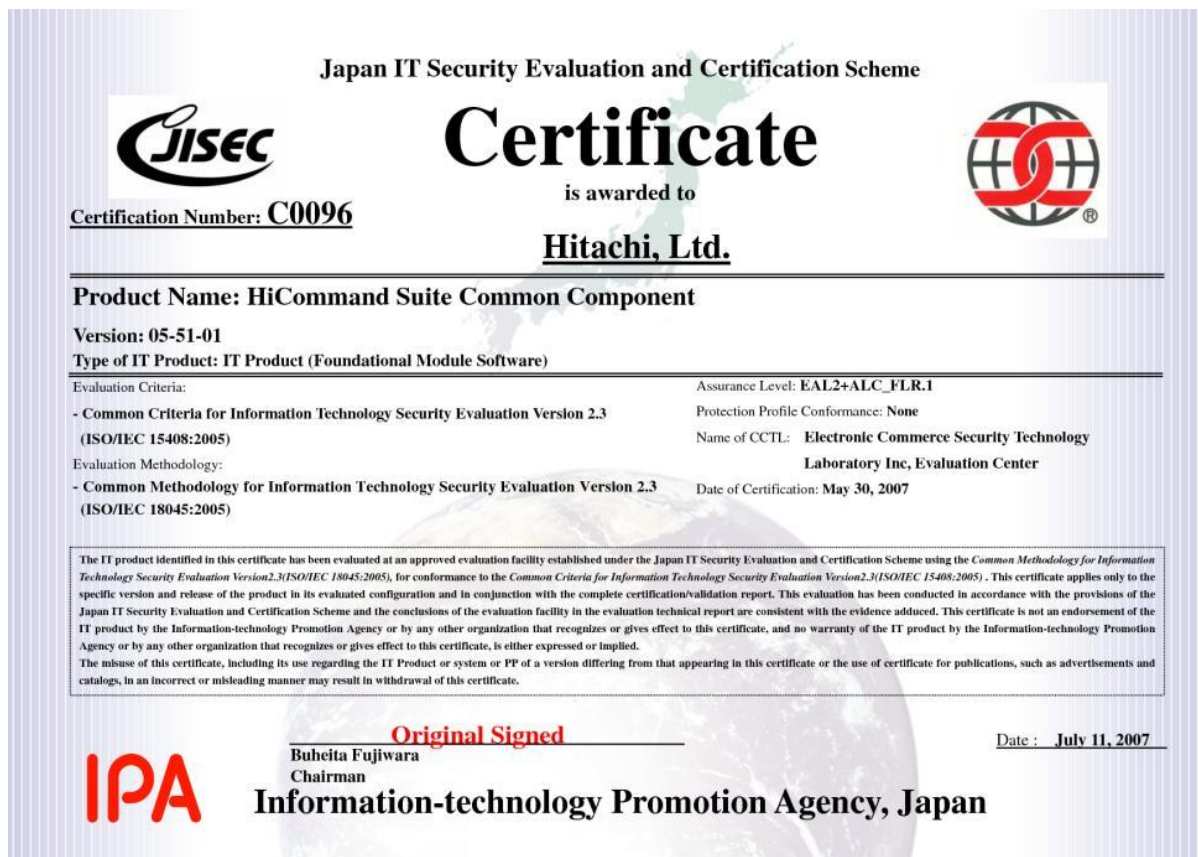 Japan IT Security Evaluation and Certification Scheme
JISEC
Certificate
is awarded to
Certification Number: C0096
Hitachi, Ltd.
®
Product Name: HiCommand Suite Common Component
Version: 05-51-01
Type of IT Product: IT Product (Foundational Module Software)
Evaluation Criteria:
- Common Criteria for Information Technology Security Evaluation Version 2.3
(ISO/IEC 15408:2005)
Evaluation Methodology:
- Common Methodology for Information Technology Security Evaluation Version 2.3
(ISO/IEC 18045:2005)
Assurance Level: EAL2+ALC_FLR.1
Protection Profile Conformance: None
Name of CCTL: Electronic Commerce Security Technology
Laboratory Inc, Evaluation Center
Date of Certification: May 30, 2007
The IT product identified in this certificate has been evaluated at an approved evaluation facility established under the Japan IT Security Evaluation and Certification Scheme using the Common Methodology for Information
Technology Security Evaluation Version2.3(ISO/IEC 18045:2005), for conformance to the Common Criteria for Information Technology Security Evaluation Version2.3(ISO/IEC 15408:2005) . This certificate applies only to the
specific version and release of the product in its evaluated configuration and in conjunction with the complete certification/validation report. This evaluation has been conducted in accordance with the provisions of the
Japan IT Security Evaluation and Certification Scheme and the conclusions of the evaluation facility in the evaluation technical report are consistent with the evidence adduced. This certificate is not an endorsement of the
IT product by the Information-technology Promotion Agency or by any other organization that recognizes or gives effect to this certificate, and no warranty of the IT product by the Information-technology Promotion
Agency or by any other organization that recognizes or gives effect to this certificate, is either expressed or implied.
The misuse of this certificate, including its use regarding the IT Product or system or PP of a version differing from that appearing in this certificate or the use of certificate for publications, such as advertisements and
catalogs, in an incorrect or misleading manner may result in withdrawal of this certificate.
Original Signed
Buheita Fujiwara
Chairman
Date : July 11, 2007
IPA
Information-technology Promotion Agency, Japan